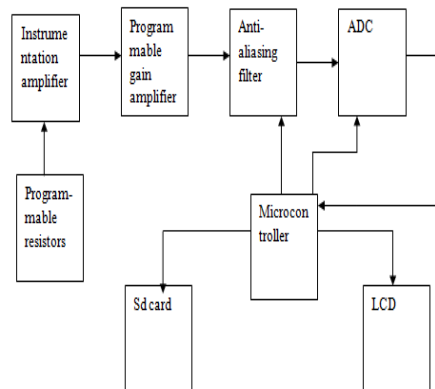 Instrume
ntation
amplifier
Program
mable
gain
amplifier
Anti-
aliasing
filter
ADC
Program-
mable
resistors
Microcon
troller
Sd card
LCD